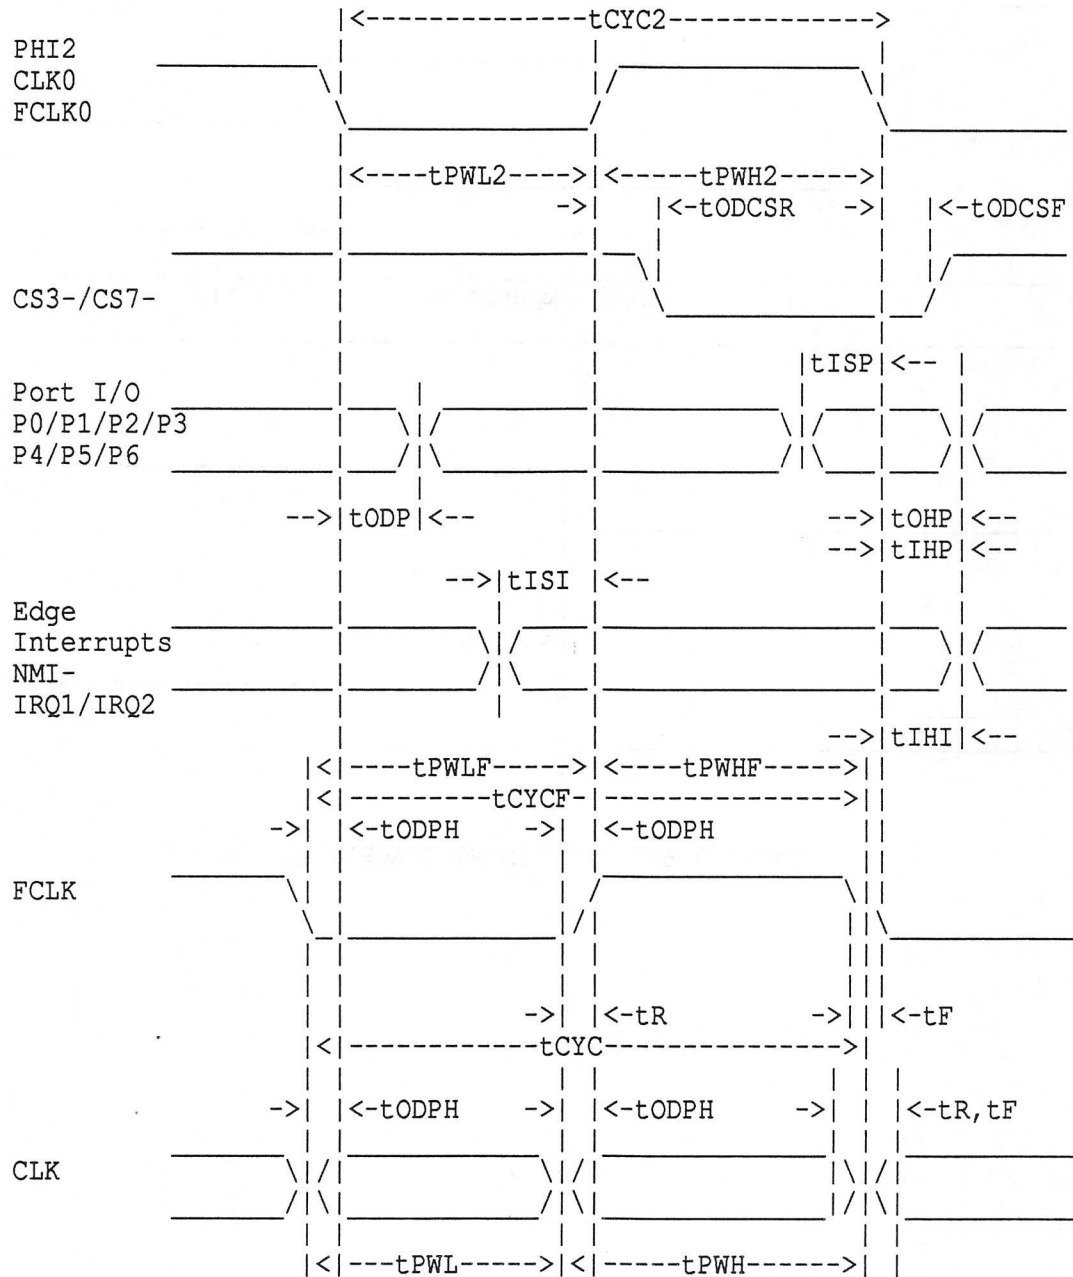 |<-------------tCYC2------------>
PHI2
CLK0
FCLK0
|<----tPWL2---->|<----tPWH2----->|
->| |<-tODCSR ->| |<-tODCSF
CS3-/CS7-
|tISP|<-- |
Port I/O
P0/P1/P2/P3
P4/P5/P6
-->|tODP|<-- -->|tOHP|<--
-->|tIHP|<--
-->|tISI |<--
Edge
Interrupts
NMI-
IRQ1/IRQ2
-->|tIHI|<--
|<|----tPWLF----->|<----tPWHF----->||
|<|--------tCYCF-|--------------->||
->| |<-tODPH ->| |<-tODPH
FCLK
->| |<-tR ->||||<-tF
|<|------------tCYC--------------->|
->| |<-tODPH ->| |<-tODPH ->| | |<-tR,tF
CLK
|<|---tPWL----->|<|----tPWH------>|